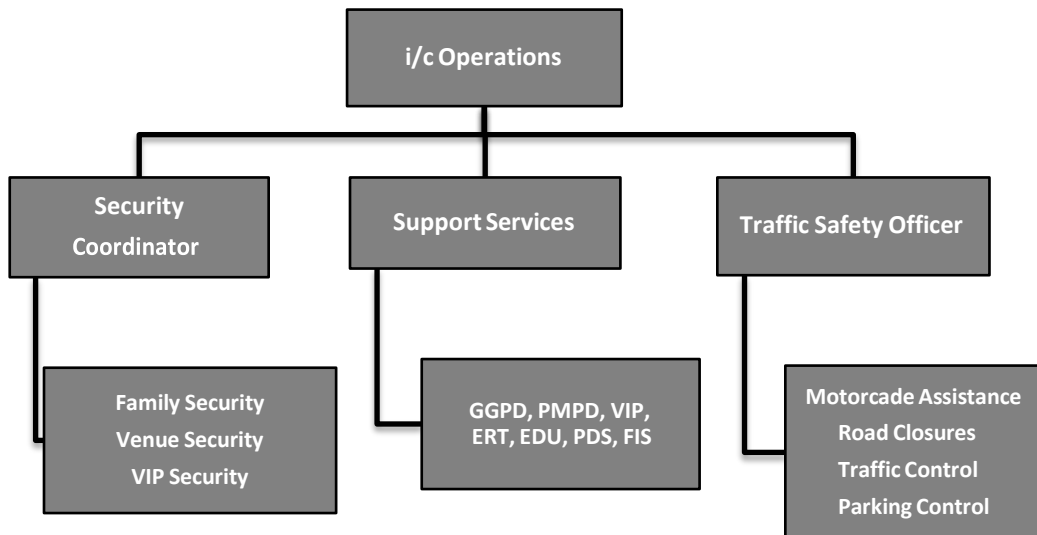 i/c Operations
Security
Coordinator
Support Services
Traffic Safety Officer
Family Security
Venue Security
VIP Security
GGPD, PMPD, VIP,
ERT, EDU, PDS, FIS
Motorcade Assistance
Road Closures
Traffic Control
Parking Control